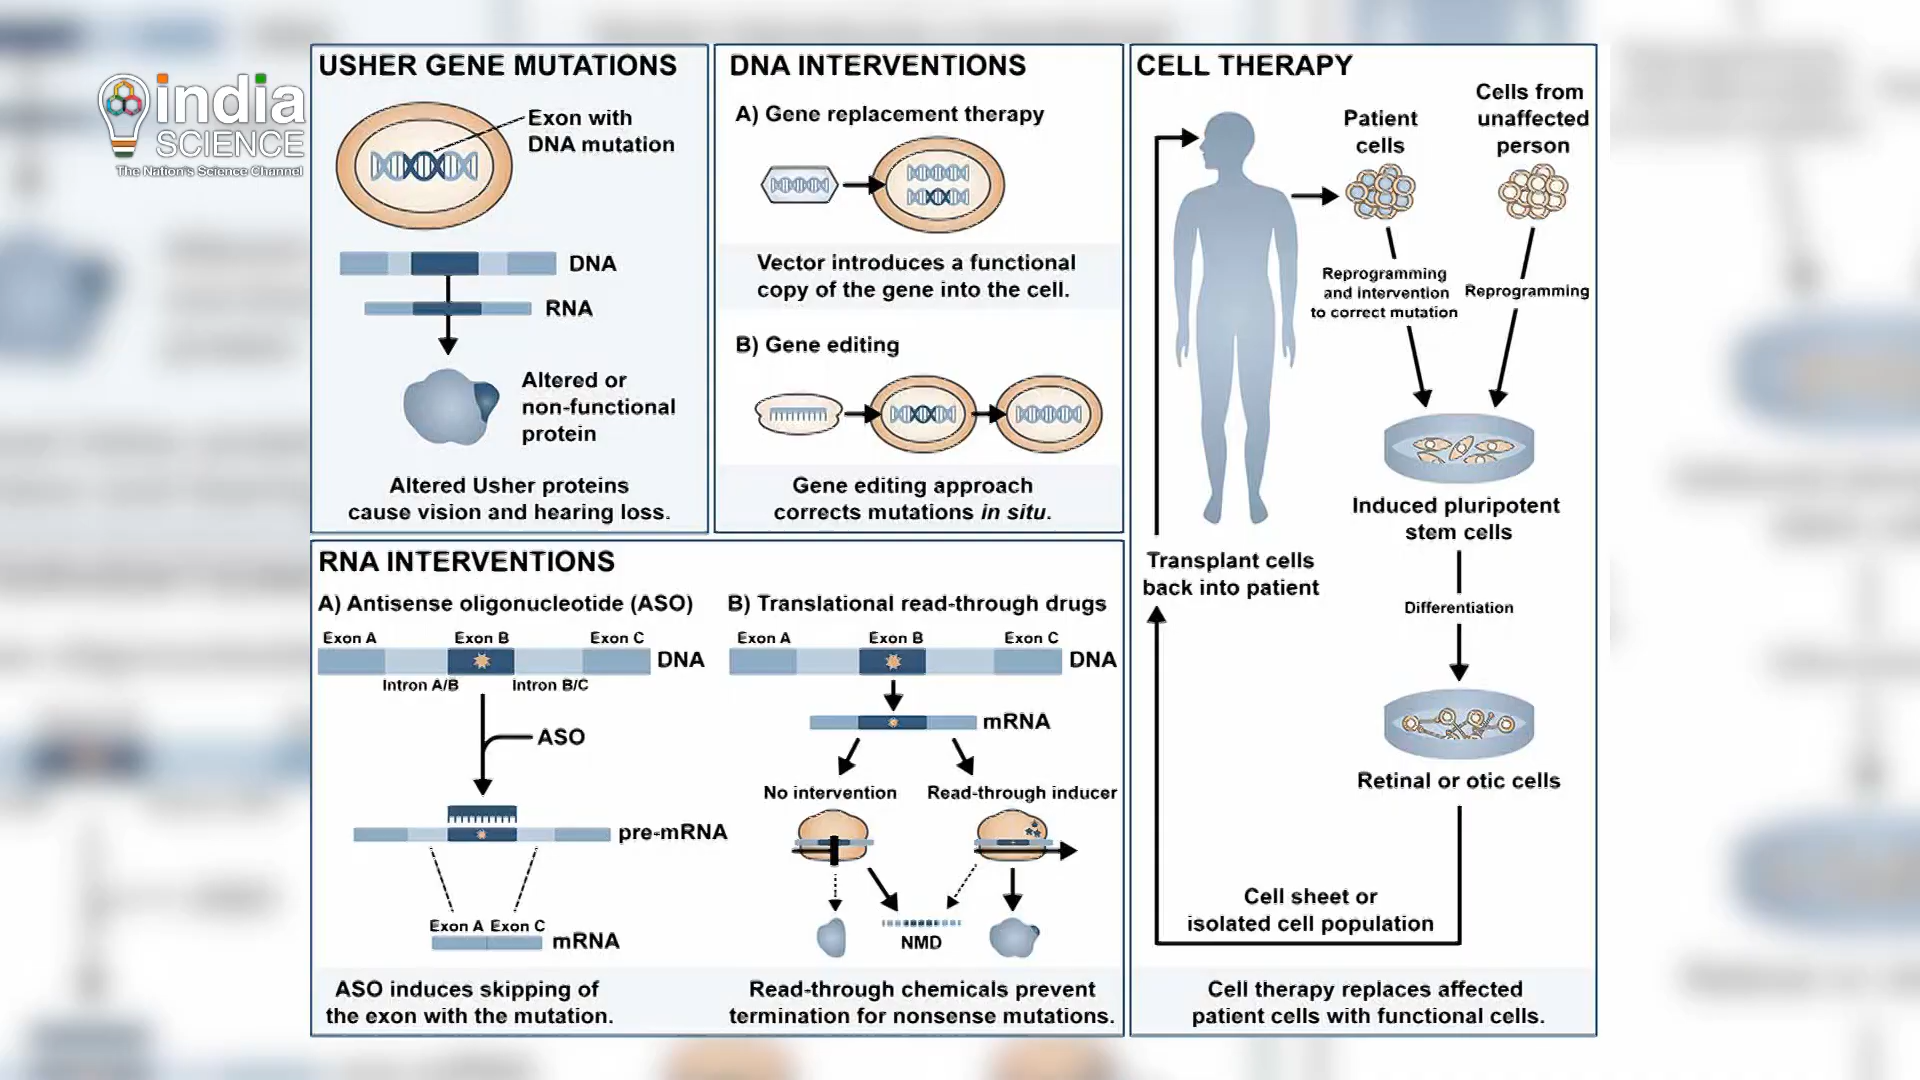 india
SCIENCE
The Nation's Science Channel
USHER GENE MUTATIONS
Exon with
DNA mutation
DNA
RNA
Altered or
non-functional
protein
Altered Usher proteins
cause vision and hearing loss.
DNA INTERVENTIONS
A) Gene replacement therapy
Vector introduces a functional
copy of the gene into the cell.
B) Gene editing
Gene editing approach
corrects mutations in situ.
RNA INTERVENTIONS
A) Antisense oligonucleotide (ASO)
Exon A Exon B Exon C
DNA
Intron A/B Intron B/C
ASO
pre-mRNA
Exon A Exon C
mRNA
ASO induces skipping of
the exon with the mutation.
B) Translational read-through drugs
Exon A Exon B Exon C
DNA
mRNA
No intervention Read-through inducer
NMD
Read-through chemicals prevent
termination for nonsense mutations.
CELL THERAPY
Patient
cells
Cells from
unaffected
person
Reprogramming
and intervention
to correct mutation
Reprogramming
Induced pluripotent
stem cells
Differentiation
Retinal or otic cells
Cell sheet or
isolated cell population
Transplant cells
back into patient
Cell therapy replaces affected
patient cells with functional cells.